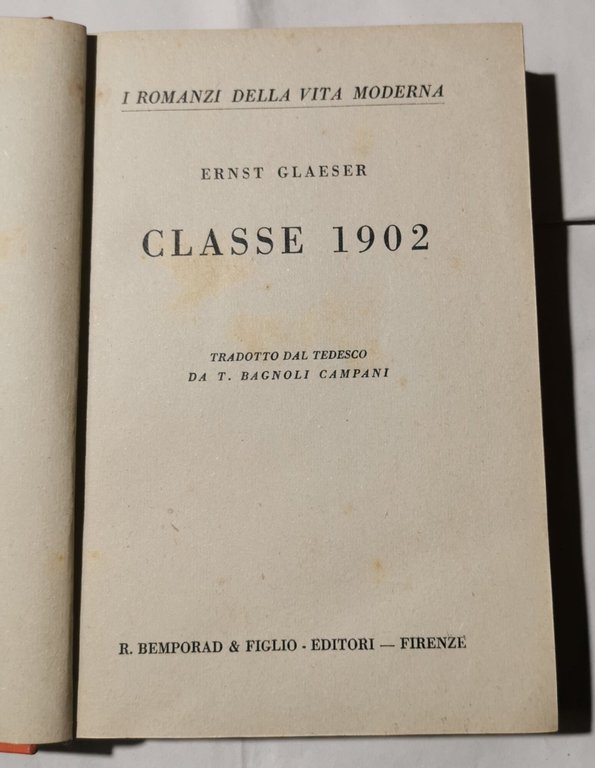 I ROMANZI DELLA VITA MODERNA
ERNST GLAESER
CLASSE 1902
TRADOTTO DAL TEDESCO
DA T. BAGNOLI CAMPANI
R. BEMPORAD & FIGLIO - EDITORI — FIRENZE